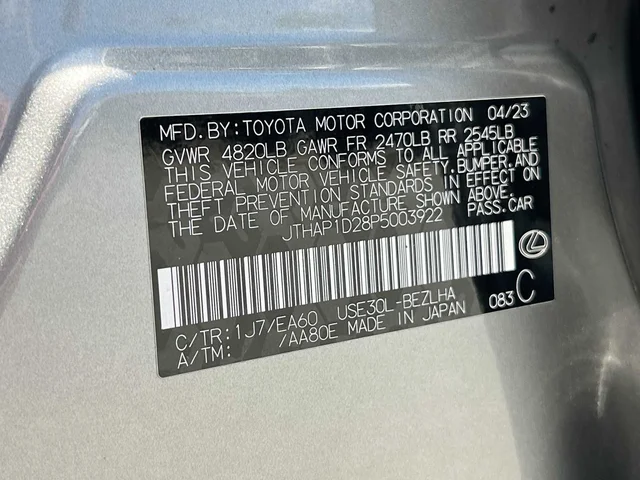 MFD. BY: TOYOTA MOTOR CORPORATION 04/23
GVWR 4820LB GAWR FR 2470LB RR 2545LB
THIS VEHICLE CONFORMS TO ALL APPLICABLE
FEDERAL MOTOR VEHICLE SAFETY, BUMPER, AND
THEFT PREVENTION STANDARDS IN EFFECT ON
THE DATE OF MANUFACTURE SHOWN ABOVE.
JTHAP1D28P5003922 PASS. CAR
C/TR: 1J7/EA60 USE30L-BEZLHA 083 C
A/TM: /AA80E MADE IN JAPAN